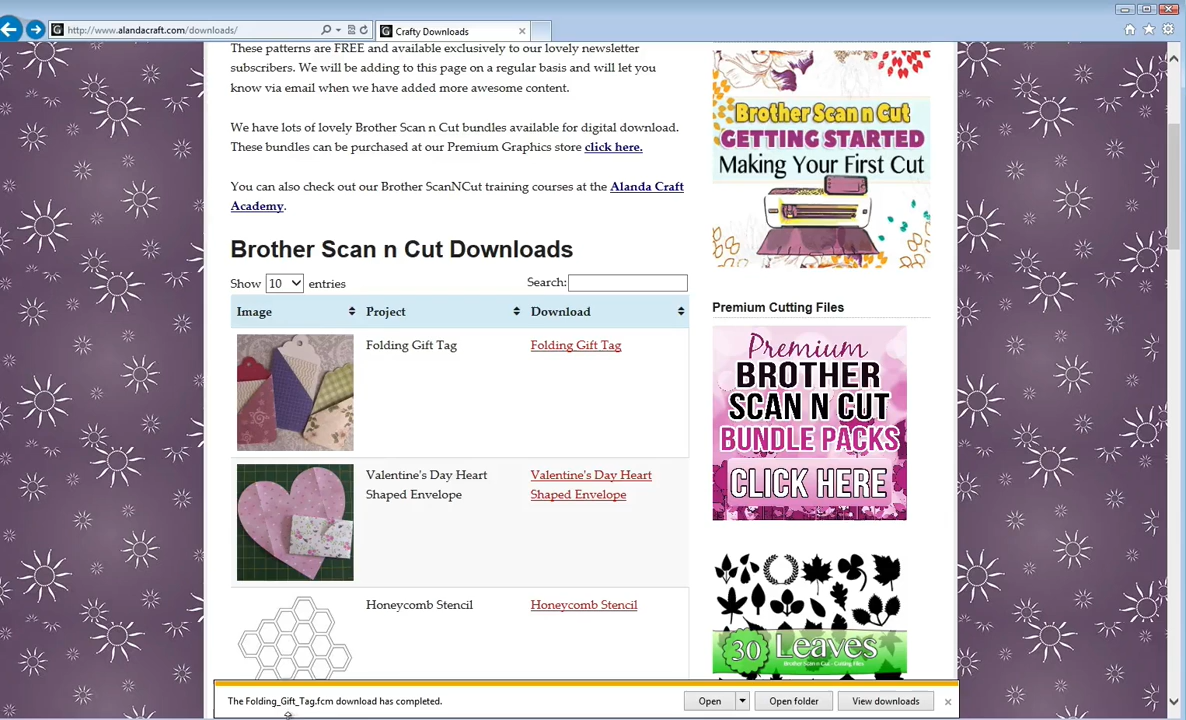 http://www.alandacraft.com/downloads/
Crafty Downloads
These patterns are FREE and available exclusively to our lovely newsletter
subscribers. We will be adding to this page on a regular basis and will let you
know via email when we have added more awesome content.
We have lots of lovely Brother Scan n Cut bundles available for digital download.
These bundles can be purchased at our Premium Graphics store click here.
You can also check out our Brother ScanNCut training courses at the Alanda Craft
Academy.
Brother Scan n Cut Downloads
Show 10 entries
Search:
Image Project Download
Folding Gift Tag Folding Gift Tag
Valentine's Day Heart Valentine's Day Heart
Shaped Envelope Shaped Envelope
Honeycomb Stencil Honeycomb Stencil
Brother Scan n Cut
GETTING STARTED
Making Your First Cut
Premium Cutting Files
Premium
BROTHER
SCAN N CUT
BUNDLE PACKS
CLICK HERE
30 Leaves
Brother Scan n Cut - Cutting Files
The Folding_Gift_Tag.fcm download has completed.
Open Open folder View downloads